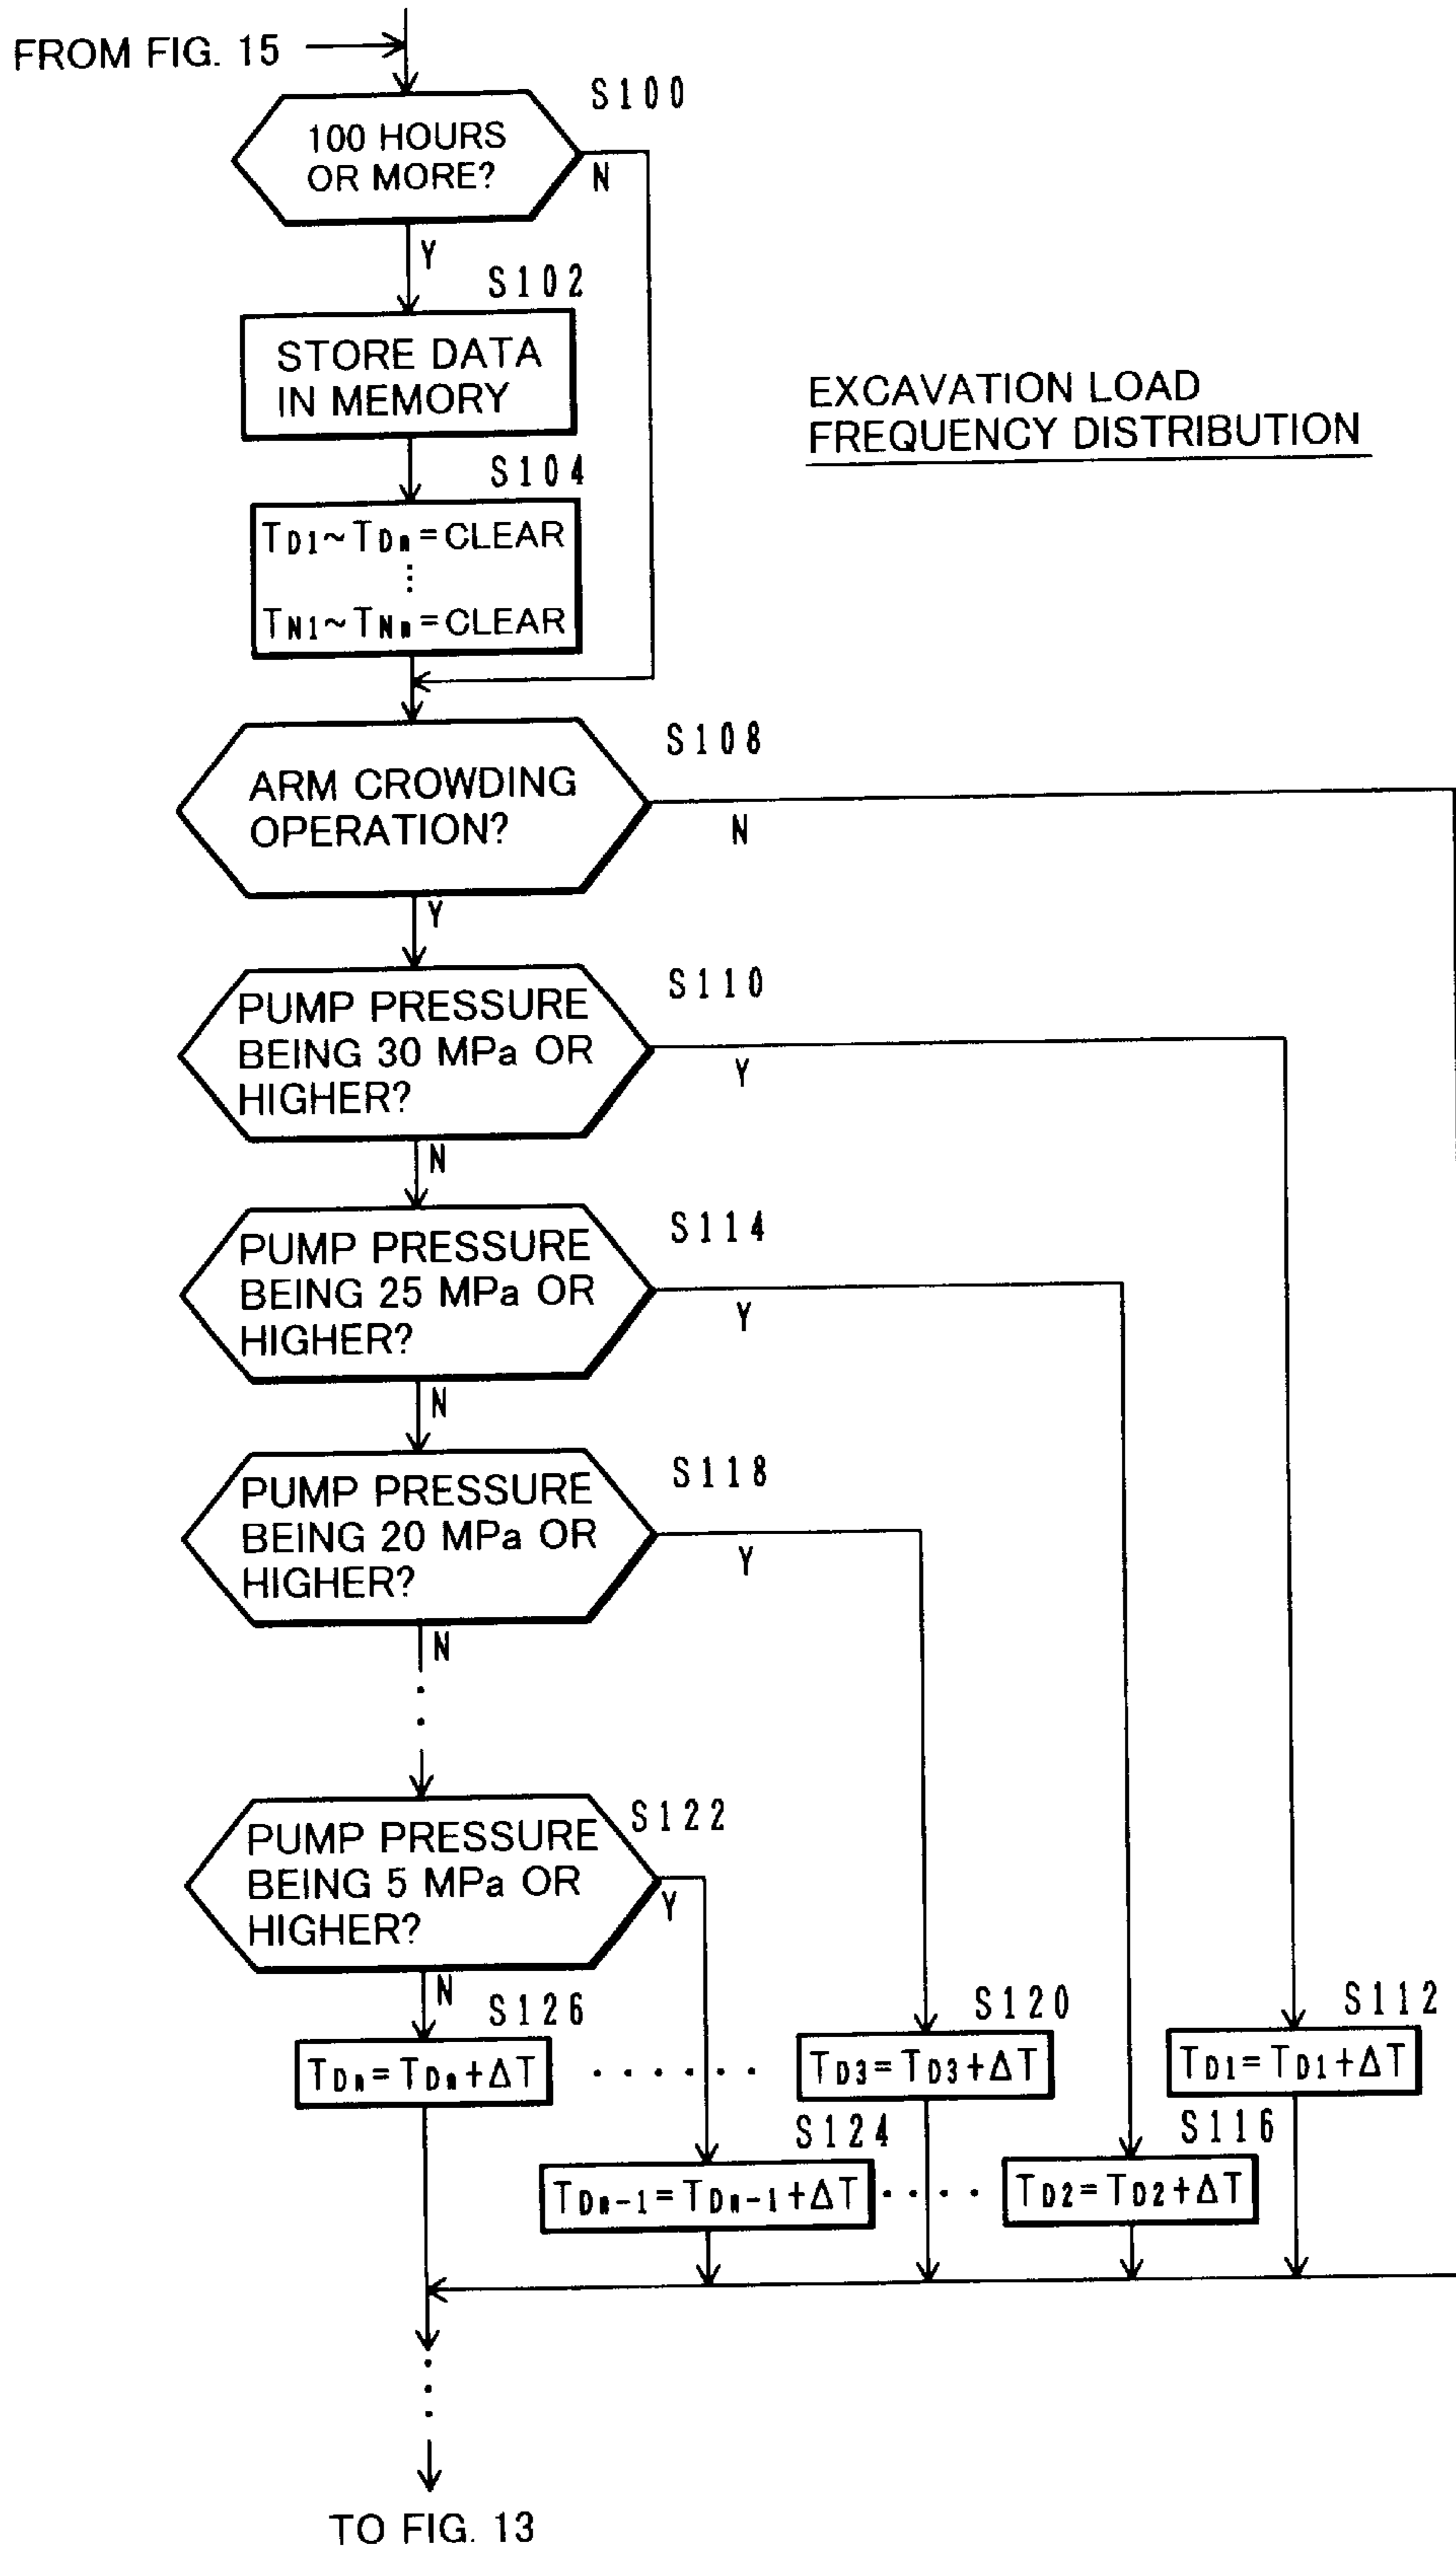 FROM FIG. 15
S100
100 HOURS
OR MORE?
N
Y
S102
STORE DATA
IN MEMORY
EXCAVATION LOAD
FREQUENCY DISTRIBUTION
S104
TD1~TDn=CLEAR
TN1~TNn=CLEAR
S108
ARM CROWDING
OPERATION?
N
Y
S110
PUMP PRESSURE
BEING 30 MPa OR
HIGHER?
Y
N
S114
PUMP PRESSURE
BEING 25 MPa OR
HIGHER?
Y
N
S118
PUMP PRESSURE
BEING 20 MPa OR
HIGHER?
Y
N
S122
PUMP PRESSURE
BEING 5 MPa OR
HIGHER?
Y
N
S126
S120
S112
TDn=TDn+ΔT
TD3=TD3+ΔT
TD1=TD1+ΔT
S124
S116
TDn-1=TDn-1+ΔT
TD2=TD2+ΔT
TO FIG. 13